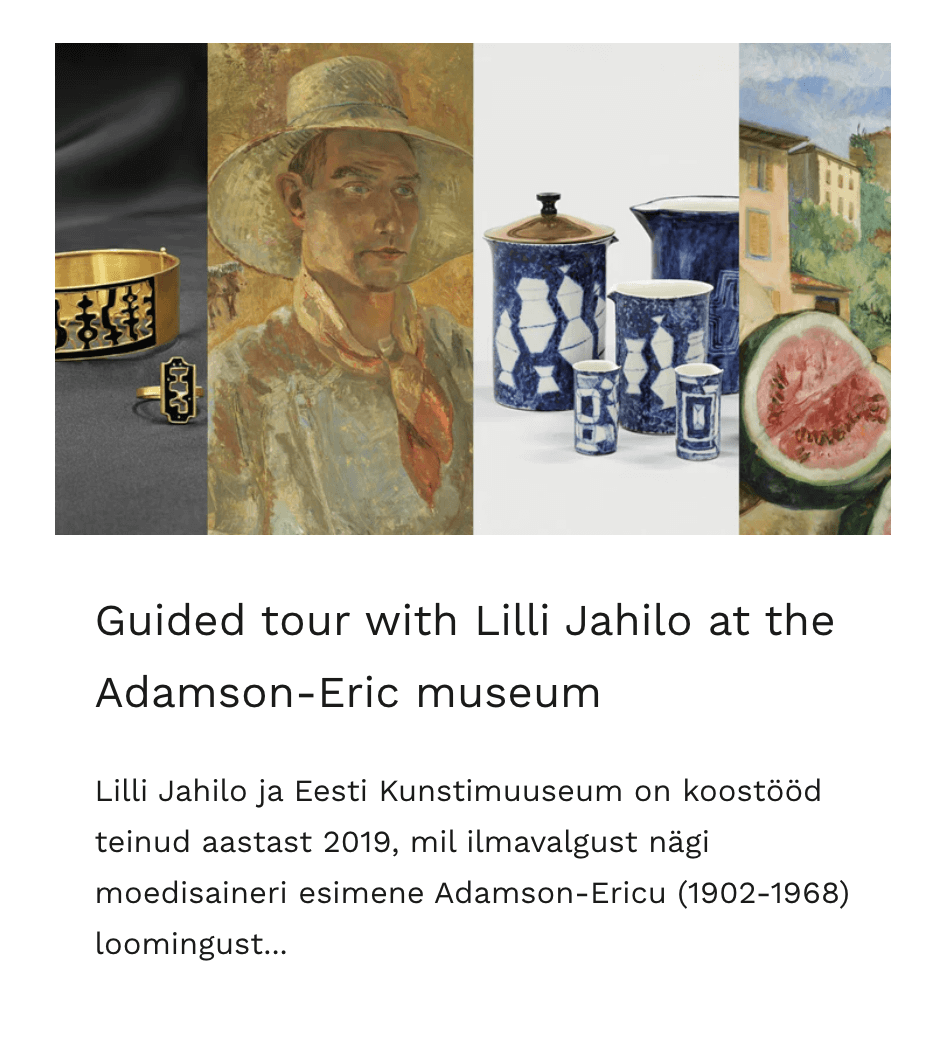 Guided tour with Lilli Jahilo at the
Adamson-Eric museum
Lilli Jahilo ja Eesti Kunstimuuseum on koostööd
teinud aastast 2019, mil ilmavalgust nägi
moedisaineri esimene Adamson-Ericu (1902-1968)
loomingust...